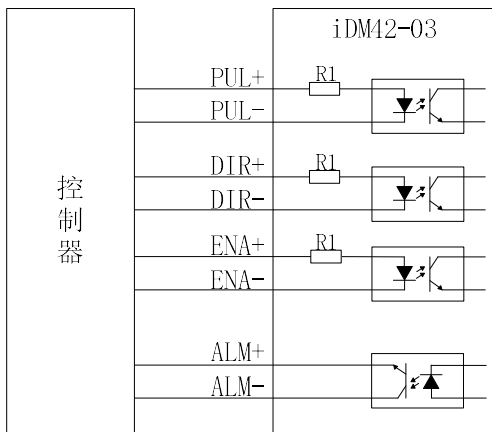 iDM42-03
PUL+
R1
PUL-
DIR+
R1
DIR-
控制器
ENA+
R1
ENA-
ALM+
ALM-